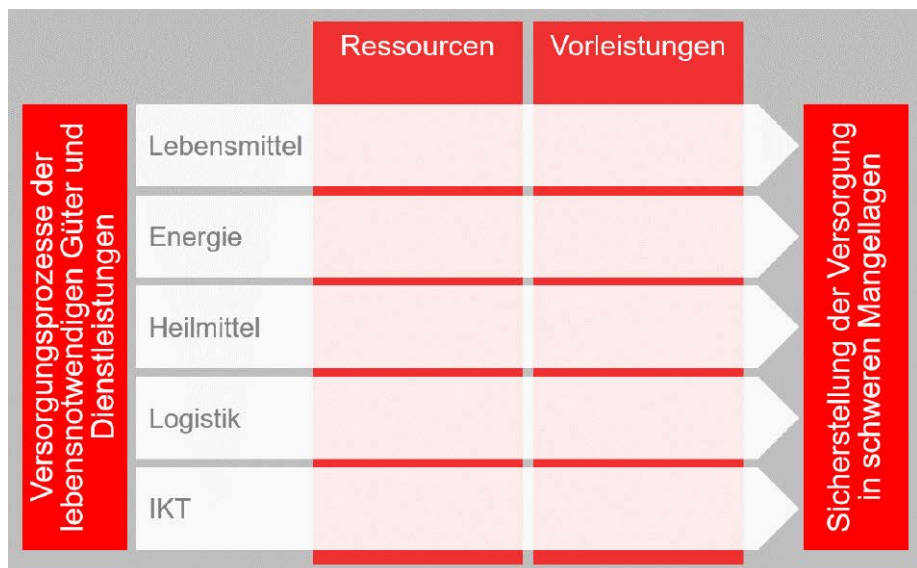 Ressourcen
Vorleistungen
Versorgungsprozesse der
lebensnotwendigen Güter und
Dienstleistungen
Lebensmittel
Energie
Heilmittel
Logistik
IKT
Sicherstellung der Versorgung
in schweren Mangellagen